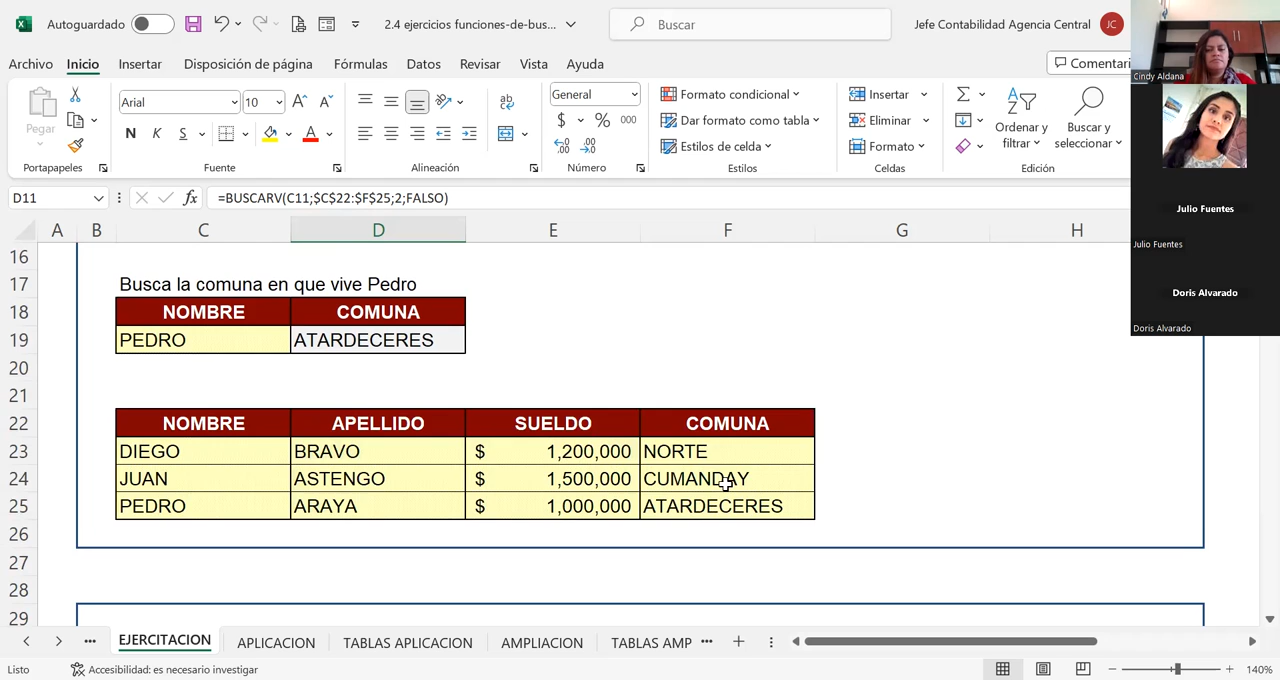 Autoguardado
2.4 ejercicios funciones-de-bus...
Buscar
Jefe Contabilidad Agencia Central
JC
Archivo
Inicio
Insertar
Disposición de página
Fórmulas
Datos
Revisar
Vista
Ayuda
Comentari
Pegar
Arial
10
General
Formato condicional
Dar formato como tabla
Estilos de celda
Insertar
Eliminar
Formato
Ordenar y filtrar
Buscar y seleccionar
N K S
$ % 000
Portapapeles
Fuente
Alineación
Número
Estilos
Celdas
Edición
Cindy Aldana
Julio Fuentes
Julio Fuentes
Doris Alvarado
Doris Alvarado
D11
fx
=BUSCARV(C11;$C$22:$F$25;2;FALSO)
A B C D E F G H
16
17 Busca la comuna en que vive Pedro
18 NOMBRE COMUNA
19 PEDRO ATARDECERES
20
21
22 NOMBRE APELLIDO SUELDO COMUNA
23 DIEGO BRAVO $ 1,200,000 NORTE
24 JUAN ASTENGO $ 1,500,000 CUMANDAY
25 PEDRO ARAYA $ 1,000,000 ATARDECERES
26
27
28
29
EJERCITACION
APLICACION
TABLAS APLICACION
AMPLIACION
TABLAS AMP
Listo
Accesibilidad: es necesario investigar
140%